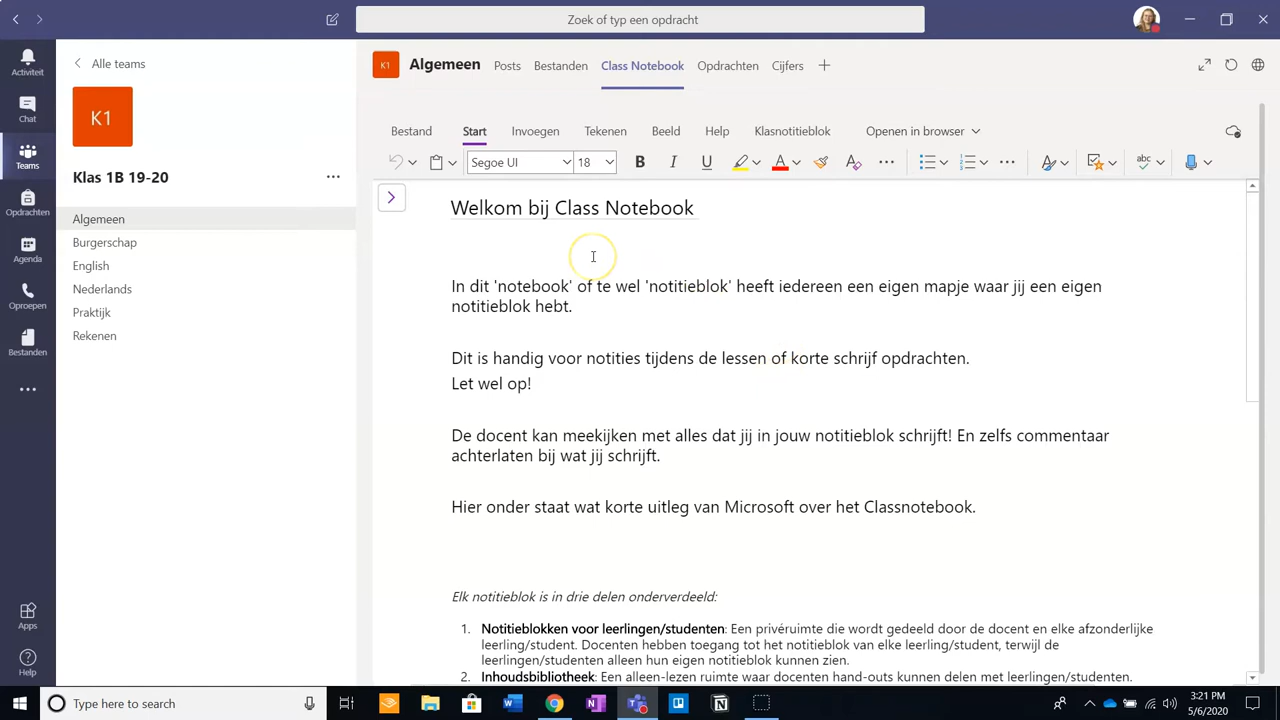 Zoek of typ een opdracht
Activiteit
Chat
Teams
Opdrachten
Agenda
Oproepen
Bestanden
Apps
Help
Alle teams
K1
Klas 1B 19-20
Algemeen
Burgerschap
English
Nederlands
Praktijk
Rekenen
K1 Algemeen Posts Bestanden Class Notebook Opdrachten Cijfers
Bestand Start Invoegen Tekenen Beeld Help Klasnotitieblok Openen in browser
Segoe UI 18 B I U A A abc
Welkom bij Class Notebook
In dit 'notebook' of te wel 'notitieblok' heeft iedereen een eigen mapje waar jij een eigen
notitieblok hebt.
Dit is handig voor notities tijdens de lessen of korte schrijf opdrachten.
Let wel op!
De docent kan meekijken met alles dat jij in jouw notitieblok schrijft! En zelfs commentaar
achterlaten bij wat jij schrijft.
Hier onder staat wat korte uitleg van Microsoft over het Classnotebook.
Elk notitieblok is in drie delen onderverdeeld:
1. Notitieblokken voor leerlingen/studenten: Een privéruimte die wordt gedeeld door de docent en elke afzonderlijke
leerling/student. Docenten hebben toegang tot het notitieblok van elke leerling/student, terwijl de
leerlingen/studenten alleen hun eigen notitieblok kunnen zien.
2. Inhoudsbibliotheek: Een alleen-lezen ruimte waar docenten hand-outs kunnen delen met leerlingen/studenten.
Type here to search
3:21 PM
5/6/2020